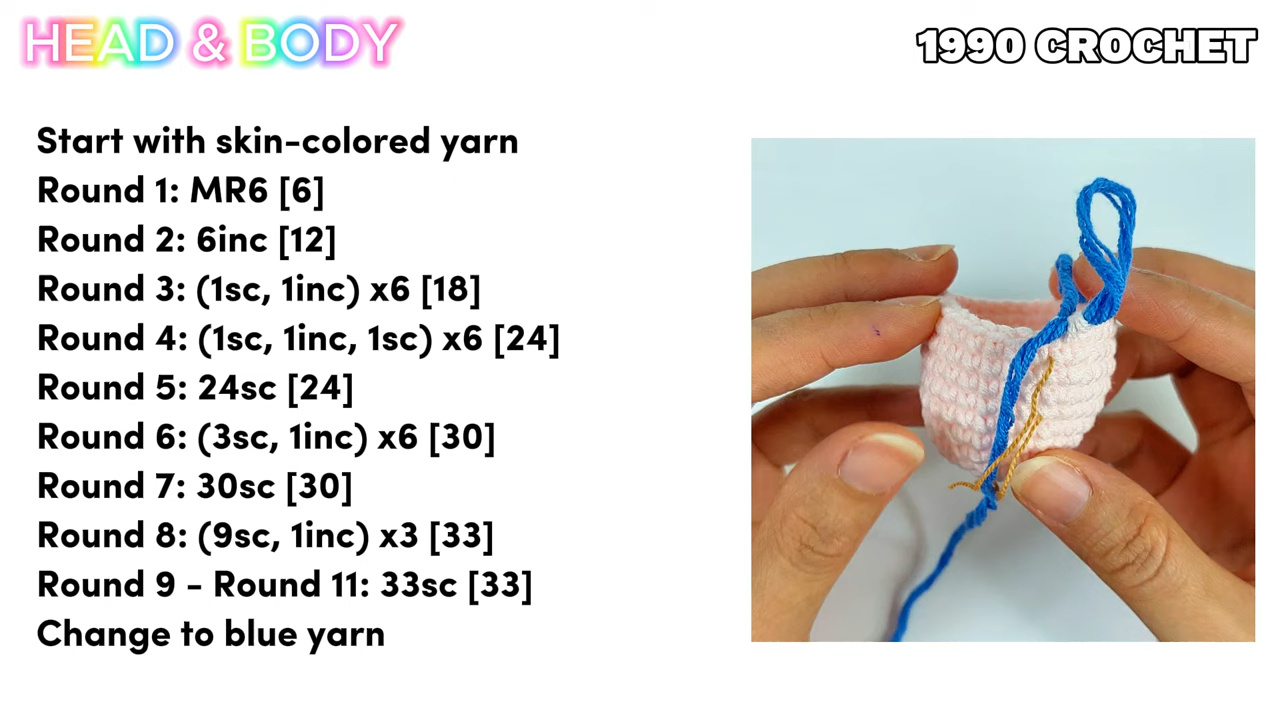 HEAD & BODY
1990 CROCHET
Start with skin-colored yarn
Round 1: MR6 [6]
Round 2: 6inc [12]
Round 3: (1sc, 1inc) x6 [18]
Round 4: (1sc, 1inc, 1sc) x6 [24]
Round 5: 24sc [24]
Round 6: (3sc, 1inc) x6 [30]
Round 7: 30sc [30]
Round 8: (9sc, 1inc) x3 [33]
Round 9 - Round 11: 33sc [33]
Change to blue yarn